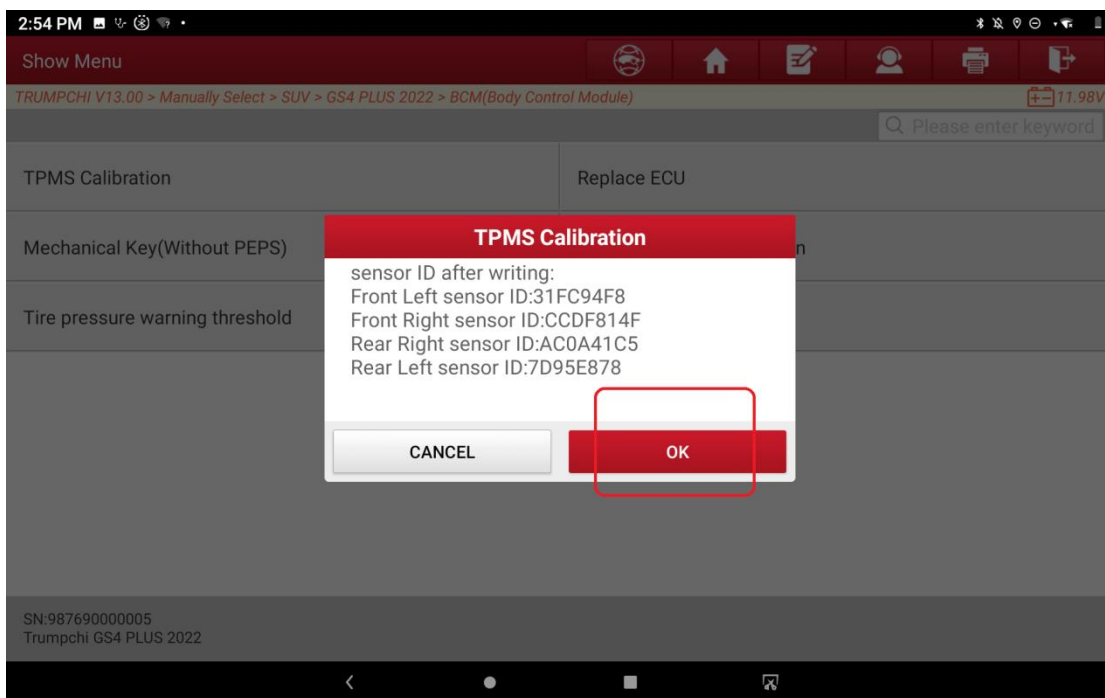 2:54 PM
Show Menu
TRUMPCHI V13.00 > Manually Select > SUV > GS4 PLUS 2022 > BCM(Body Control Module)
11.98V
Please enter keyword
TPMS Calibration
Replace ECU
Mechanical Key(Without PEPS)
n
Tire pressure warning threshold
TPMS Calibration
sensor ID after writing:
Front Left sensor ID:31FC94F8
Front Right sensor ID:CCDF814F
Rear Right sensor ID:AC0A41C5
Rear Left sensor ID:7D95E878
CANCEL
OK
SN:987690000005
Trumpchi GS4 PLUS 2022